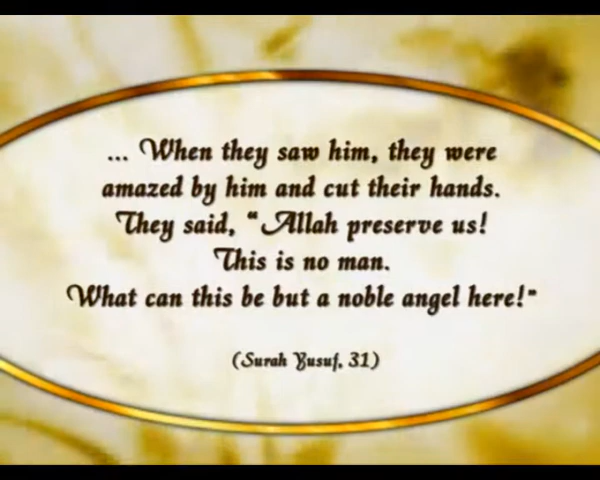 ... When they saw him, they were
amazed by him and cut their hands.
They said, "Allah preserve us!
This is no man.
What can this be but a noble angel here!"
(Surah Yusuf, 31)